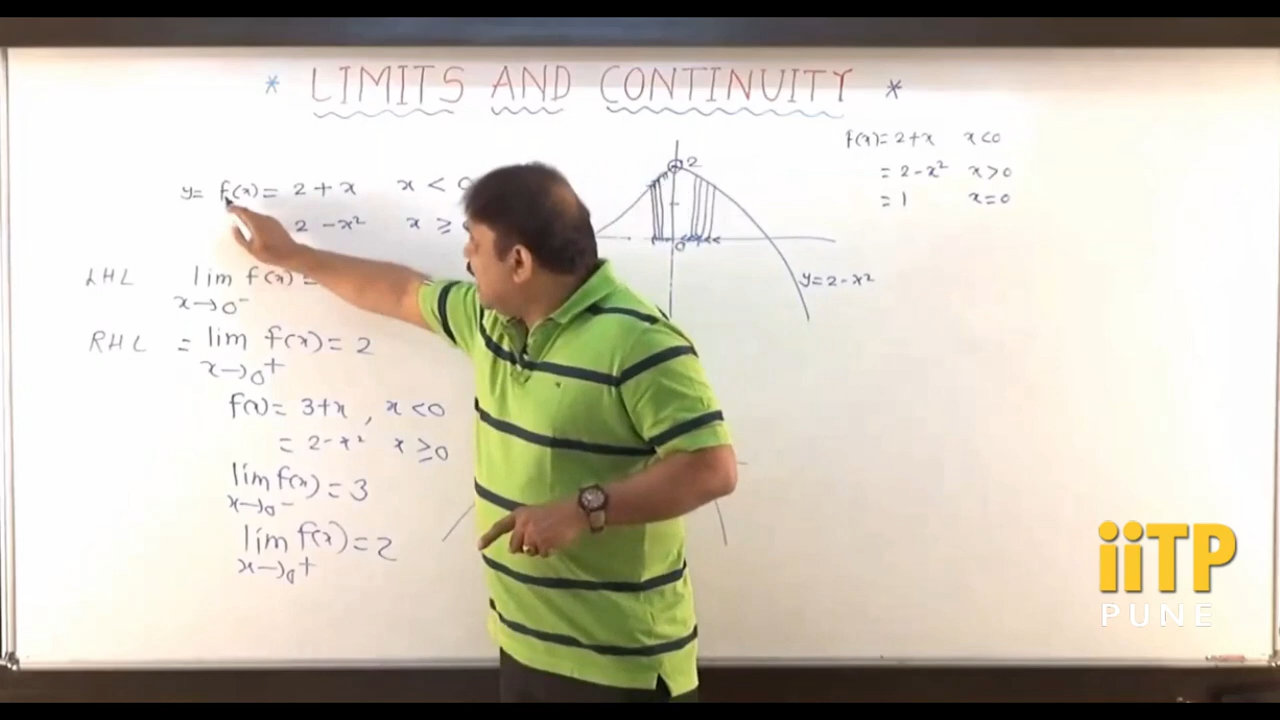 * LIMITS AND CONTINUITY *
y = f(x) = 2 + x x <
2 - x² x ≥
LHL lim f(x) =
x→0⁻
RHL = lim f(x) = 2
x→0⁺
f(x) = 3+x , x<0
= 2-x² x ≥0
lim f(x) = 3
x→0⁻
lim f(x) = 2
x→0⁺
2
0
y = 2-x²
f(x) = 2+x x<0
= 2-x² x>0
= 1 x=0
iiTP
PUNE